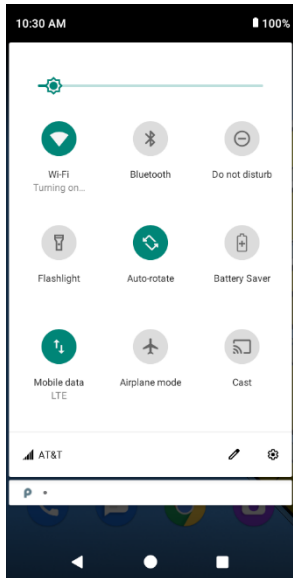 10:30 AM 100%
Wi-Fi Bluetooth Do not disturb
Turning on...
Flashlight Auto-rotate Battery Saver
Mobile data Airplane mode Cast
LTE
AT&T